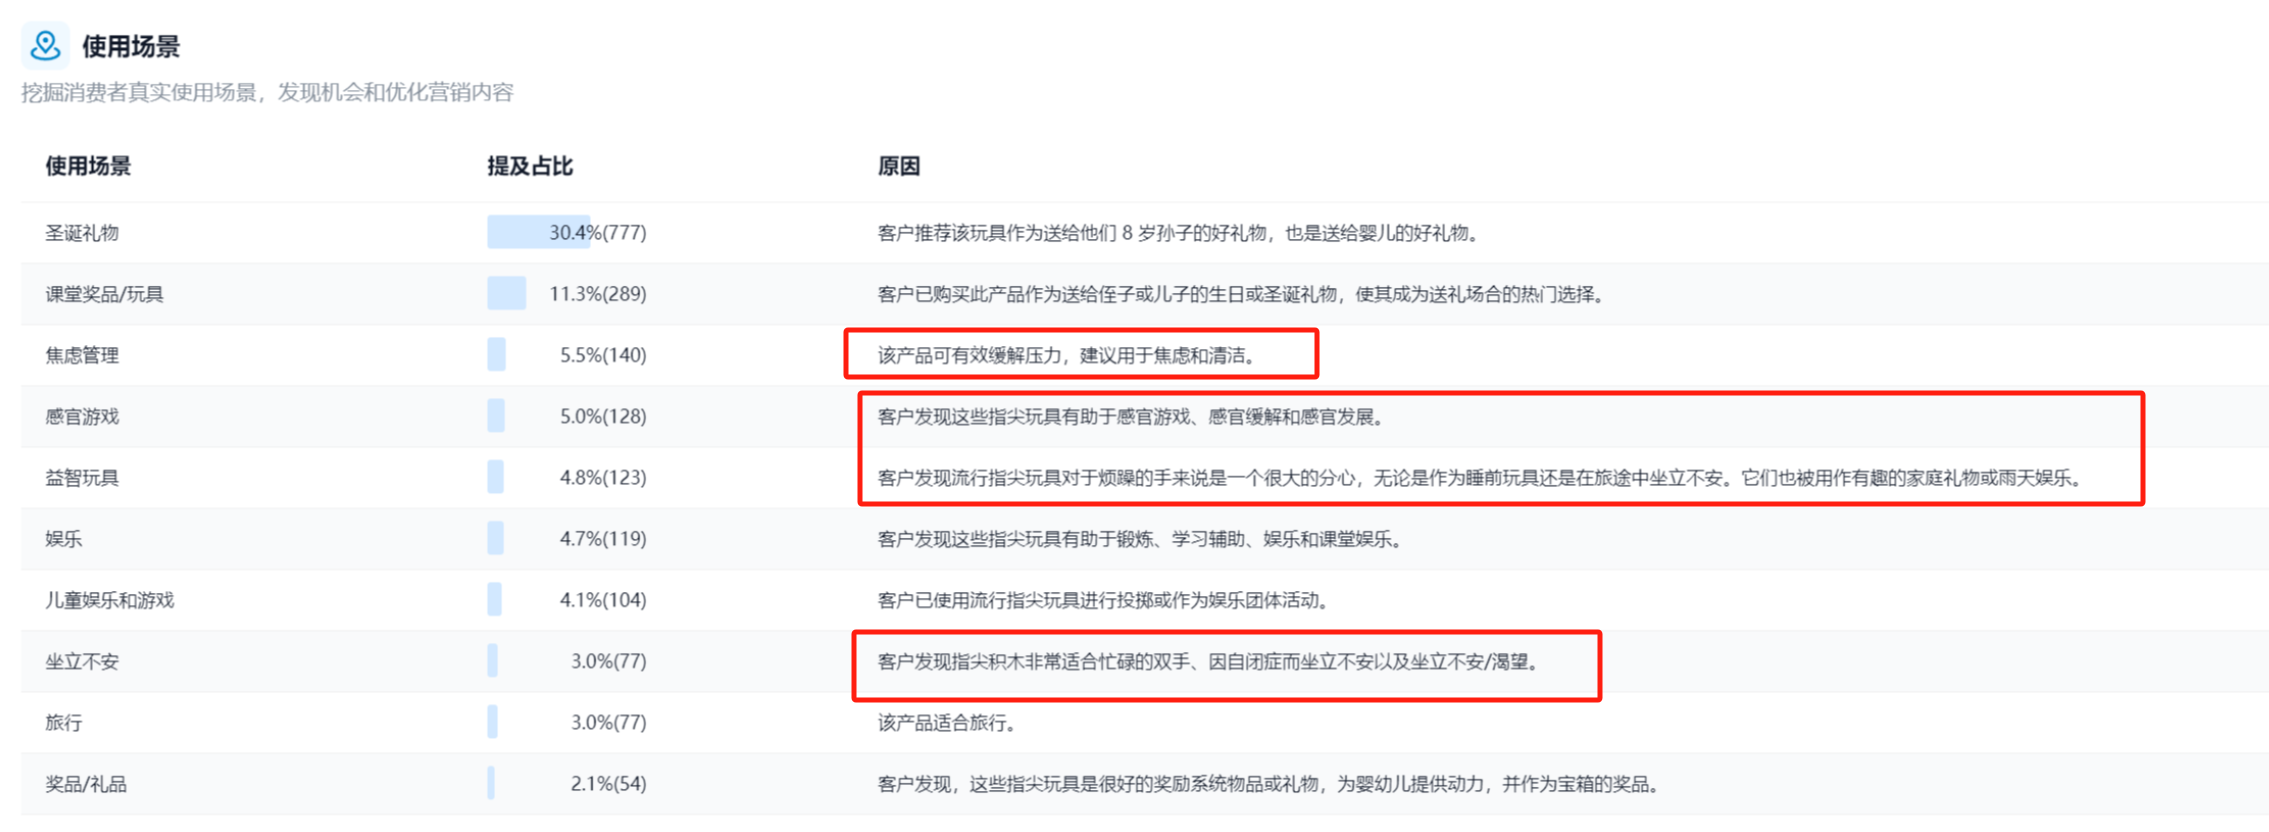 使用场景
挖掘消费者真实使用场景，发现机会和优化营销内容
使用场景 提及占比 原因
圣诞礼物 30.4%(777) 客户推荐该玩具作为送给他们 8 岁孙子的好礼物，也是送给婴儿的好礼物。
课堂奖品/玩具 11.3%(289) 客户已购买此产品作为送给侄子或儿子的生日或圣诞礼物，使其成为送礼场合的热门选择。
焦虑管理 5.5%(140) 该产品可有效缓解压力，建议用于焦虑和清洁。
感官游戏 5.0%(128) 客户发现这些指尖玩具有助于感官游戏、感官缓解和感官发展。
益智玩具 4.8%(123) 客户发现流行指尖玩具对于烦躁的手来说是一个很大的分心，无论是作为睡前玩具还是在旅途中坐立不安。它们也被用作有趣的家庭礼物或雨天娱乐。
娱乐 4.7%(119) 客户发现这些指尖玩具有助于锻炼、学习辅助、娱乐和课堂娱乐。
儿童娱乐和游戏 4.1%(104) 客户已使用流行指尖玩具进行投掷或作为娱乐团体活动。
坐立不安 3.0%(77) 客户发现指尖积木非常适合忙碌的双手、因自闭症而坐立不安以及坐立不安/渴望。
旅行 3.0%(77) 该产品适合旅行。
奖品/礼品 2.1%(54) 客户发现，这些指尖玩具是很好的奖励系统物品或礼物，为婴幼儿提供动力，并作为宝箱的奖品。